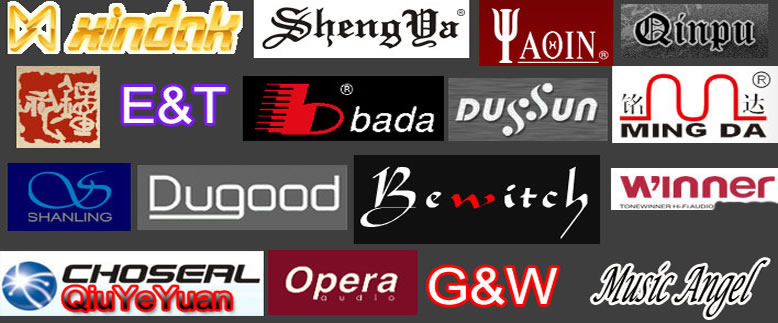 xindak
ShengYa®
YAQIN®
Qinpu
E&T
®
bada
DUSSUN
®
铭 达
MING DA
SHANLING
Dugood
Bewitch
winner
TONEWINNER HI-FI AUDIO
CHOSEAL
QiuYeYuan
Opera
audio
G&W
Music Angel